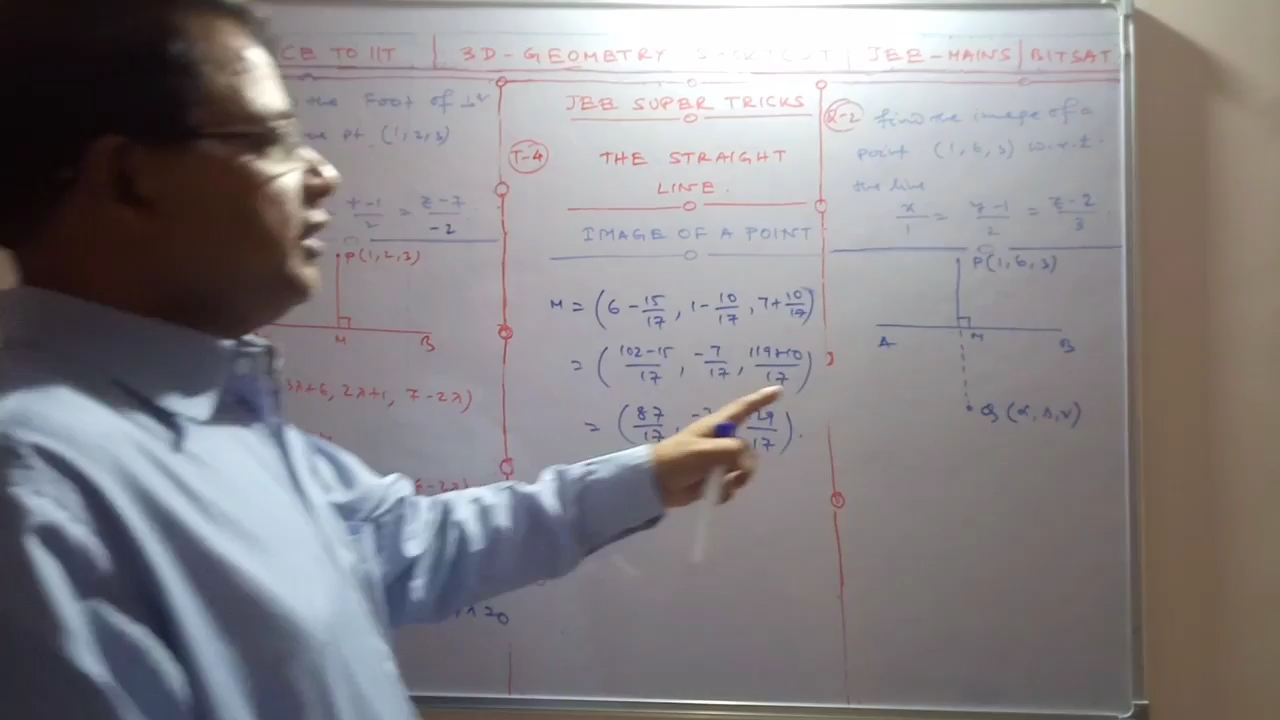 CE TO IIT | 3D-GEOMETRY | JEE-MAINS | BITSAT
the Foot of ⊥r
pt (1,2,3)
y-1/2 = z-7/-2
P(1,2,3)
M B
3λ+6, 2λ+1, 7-2λ)
6-2λ)
JEE SUPER TRICKS
T-4 THE STRAIGHT
LINE.
IMAGE OF A POINT
M = (6 - 15/17, 1 - 10/17, 7 + 10/17)
= (102-15/17, -7/17, 119+10/17)
= (87/17, 29/17).
Q-2 find the image of a
point (1,6,3) w.r.t.
the line
x/1 = y-1/2 = z-2/3.
P(1,6,3)
A M B
Q (α,β,γ)